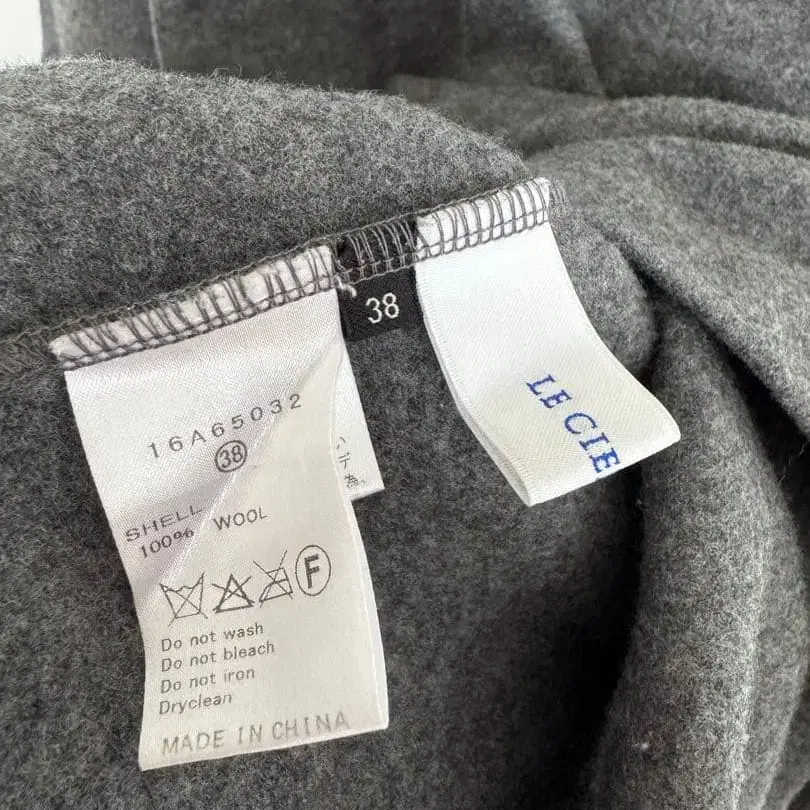 38
LE CIE
16A65032
38
SHELL
100% WOOL
F
Do not wash
Do not bleach
Do not iron
Dryclean
MADE IN CHINA